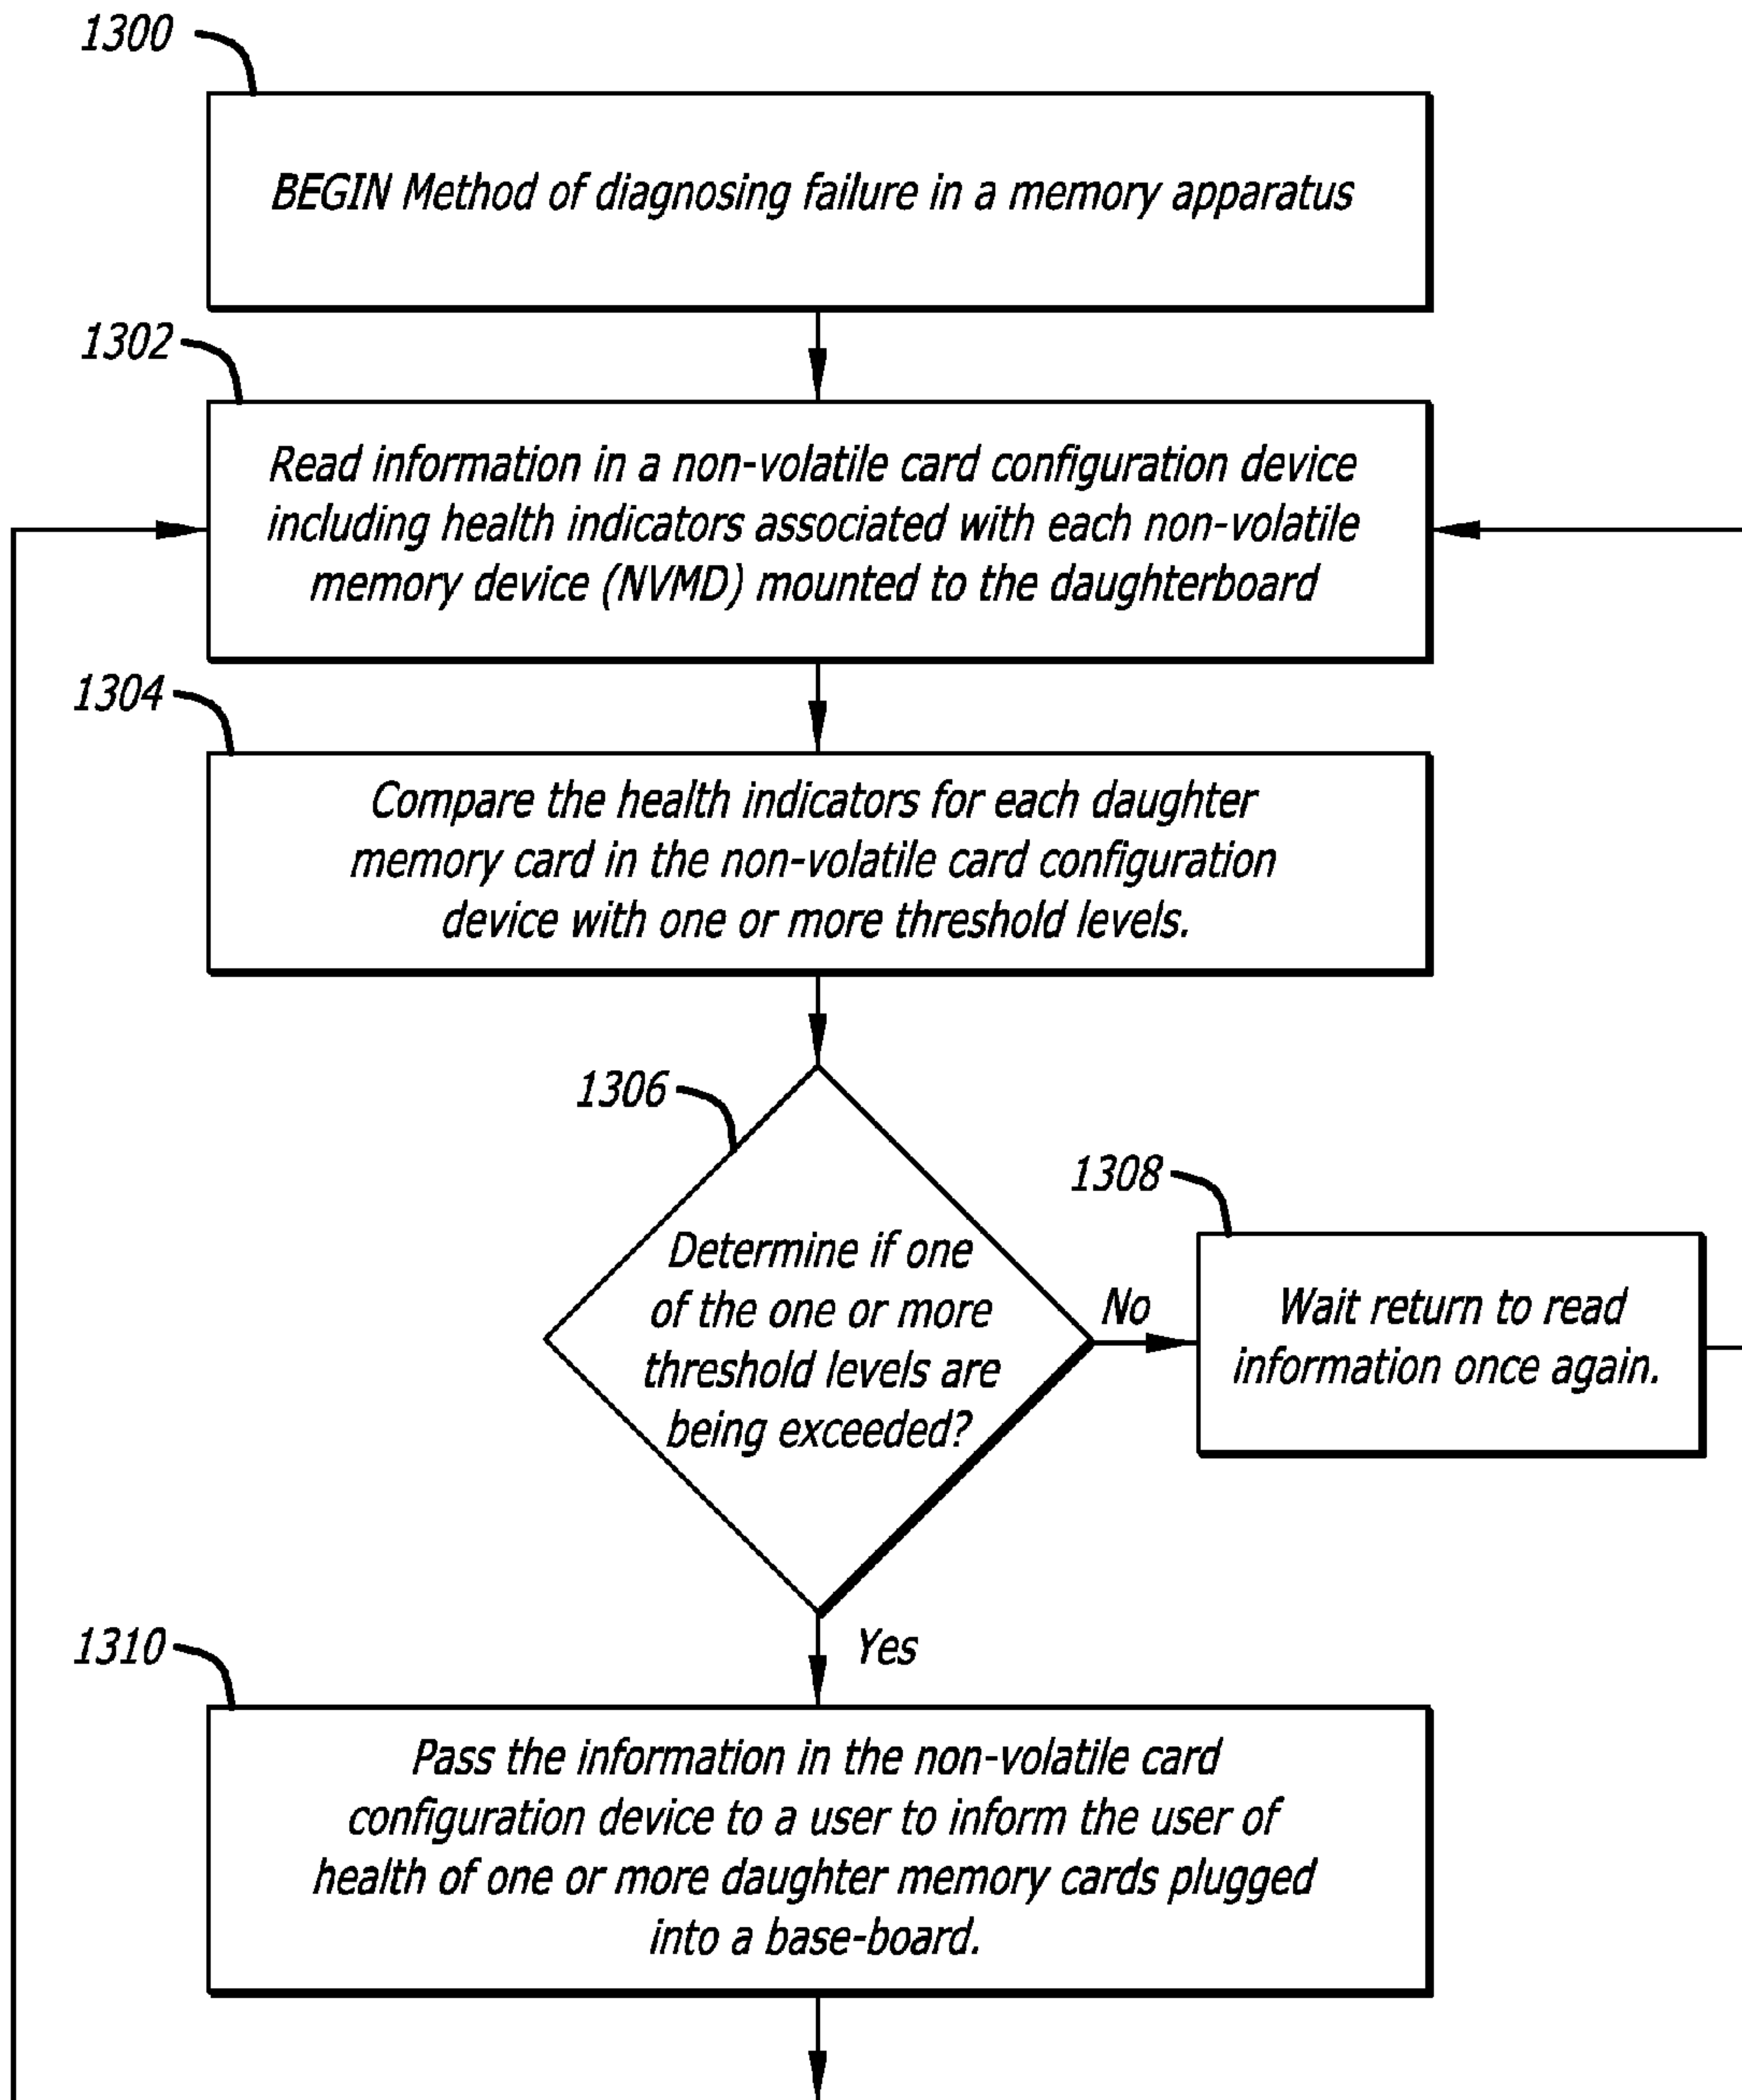 1300
BEGIN Method of diagnosing failure in a memory apparatus
1302
Read information in a non-volatile card configuration device
including health indicators associated with each non-volatile
memory device (NVMD) mounted to the daughterboard
1304
Compare the health indicators for each daughter
memory card in the non-volatile card configuration
device with one or more threshold levels.
1306
Determine if one
of the one or more
threshold levels are
being exceeded?
No
1308
Wait return to read
information once again.
Yes
1310
Pass the information in the non-volatile card
configuration device to a user to inform the user of
health of one or more daughter memory cards plugged
into a base-board.